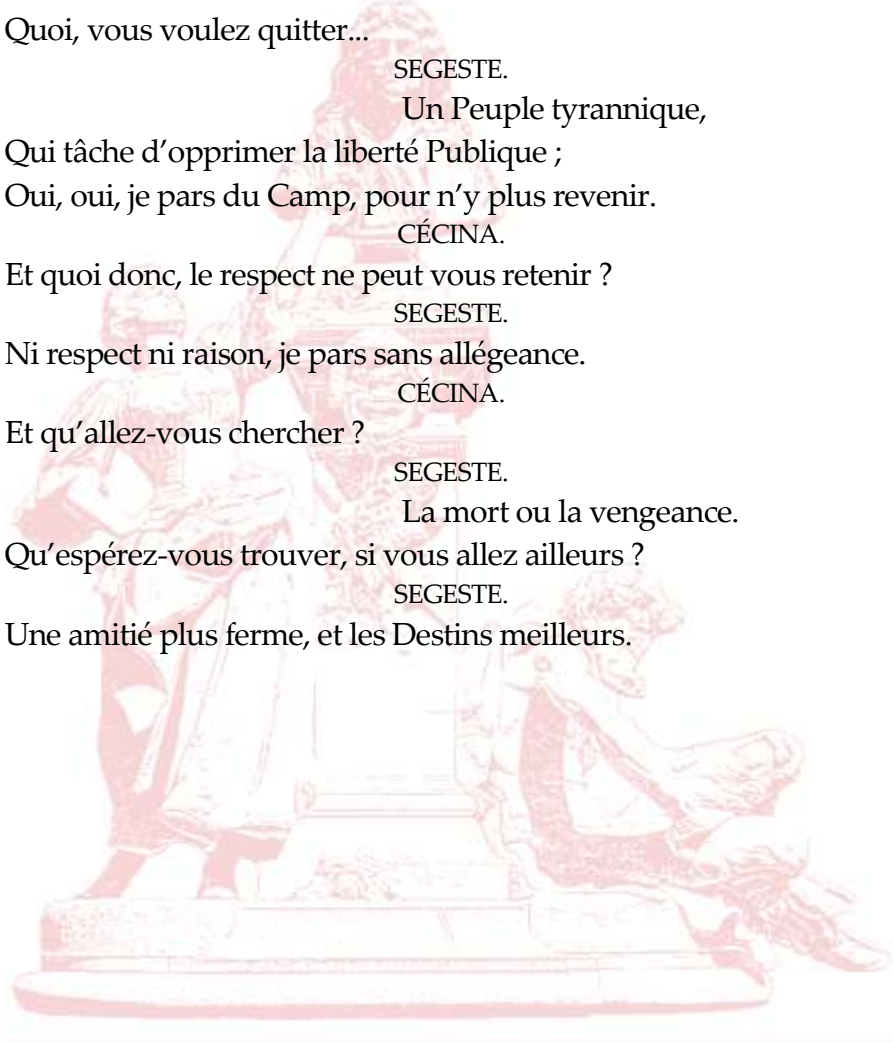 Quoi, vous voulez quitter...
SEGESTE.
Un Peuple tyrannique,
Qui tâche d’opprimer la liberté Publique ;
Oui, oui, je pars du Camp, pour n’y plus revenir.
CÉCINA.
Et quoi donc, le respect ne peut vous retenir ?
SEGESTE.
Ni respect ni raison, je pars sans allégeance.
CÉCINA.
Et qu’allez-vous chercher ?
SEGESTE.
La mort ou la vengeance.
Qu’espérez-vous trouver, si vous allez ailleurs ?
SEGESTE.
Une amitié plus ferme, et les Destins meilleurs.